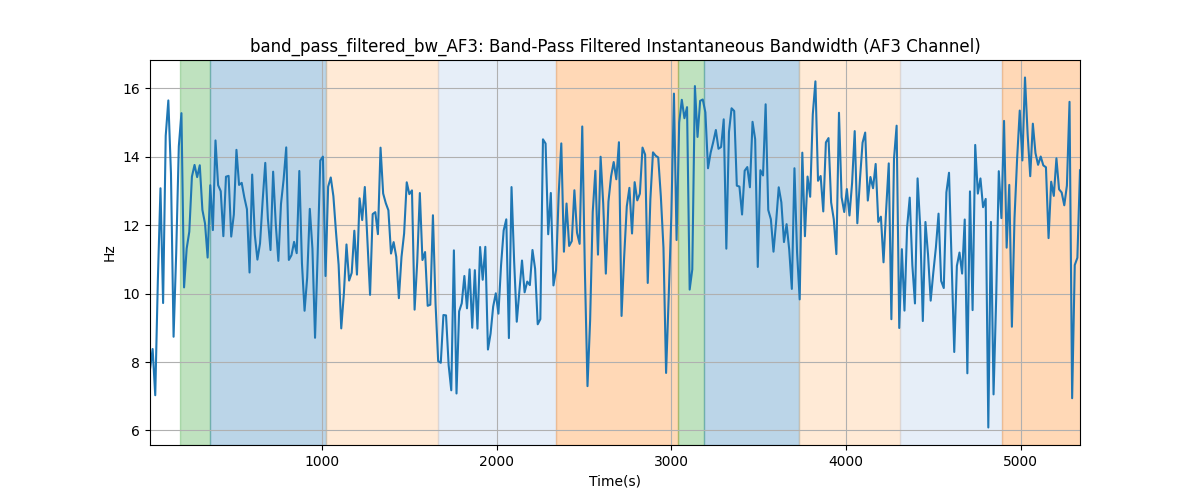 band_pass_filtered_bw_AF3: Band-Pass Filtered Instantaneous Bandwidth (AF3 Channel)
16
14
12
10
8
6
Hz
1000 2000 3000 4000 5000
Time(s)